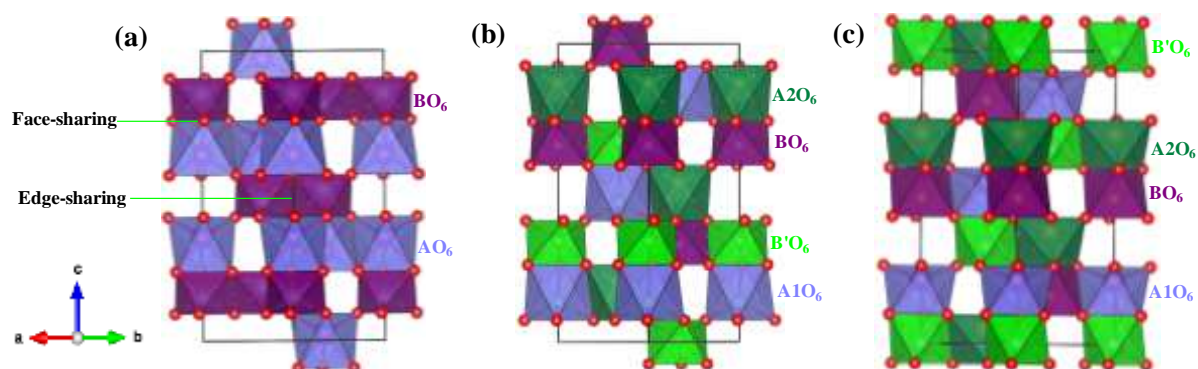 (a)
BO₆
Face-sharing
Edge-sharing
AO₆
c
a
b
(b)
A2O₆
BO₆
B'O₆
A1O₆
(c)
B'O₆
A2O₆
BO₆
A1O₆